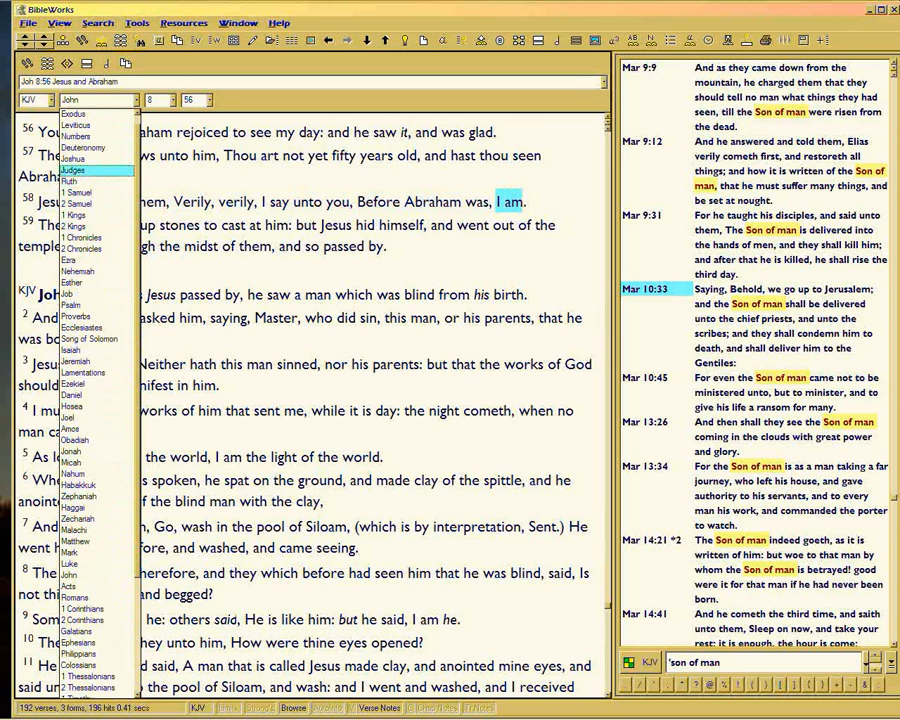 BibleWorks
File View Search Tools Resources Window Help
Joh 8:56 Jesus and Abraham
KJV John 8 56
Exodus
Leviticus
Numbers
Deuteronomy
Joshua
Judges
Ruth
1 Samuel
2 Samuel
1 Kings
2 Kings
1 Chronicles
2 Chronicles
Ezra
Nehemiah
Esther
Job
Psalm
Proverbs
Ecclesiastes
Song of Solomon
Isaiah
Jeremiah
Lamentations
Ezekiel
Daniel
Hosea
Joel
Amos
Obadiah
Jonah
Micah
Nahum
Habakkuk
Zephaniah
Haggai
Zechariah
Malachi
Matthew
Mark
Luke
John
Acts
Romans
1 Corinthians
2 Corinthians
Galatians
Ephesians
Philippians
Colossians
1 Thessalonians
2 Thessalonians
56 You aham rejoiced to see my day: and he saw it, and was glad.
57 The ws unto him, Thou art not yet fifty years old, and hast thou seen
Abrah
58 Jesu hem, Verily, verily, I say unto you, Before Abraham was, I am.
59 The up stones to cast at him: but Jesus hid himself, and went out of the
temple gh the midst of them, and so passed by.
KJV Joh s Jesus passed by, he saw a man which was blind from his birth.
2 And asked him, saying, Master, who did sin, this man, or his parents, that he
was bo
3 Jesu Neither hath this man sinned, nor his parents: but that the works of God
should nifest in him.
4 I mu works of him that sent me, while it is day: the night cometh, when no
man ca
5 As lo the world, I am the light of the world.
6 Whe s spoken, he spat on the ground, and made clay of the spittle, and he
anointe of the blind man with the clay,
7 And n, Go, wash in the pool of Siloam, (which is by interpretation, Sent.) He
went h fore, and washed, and came seeing.
8 The herefore, and they which before had seen him that he was blind, said, Is
not thi and begged?
9 Som he: others said, He is like him: but he said, I am he.
10 The hey unto him, How were thine eyes opened?
11 He d said, A man that is called Jesus made clay, and anointed mine eyes, and
said un o the pool of Siloam, and wash: and I went and washed, and I received
Mar 9:9 And as they came down from the
mountain, he charged them that they
should tell no man what things they had
seen, till the Son of man were risen from
the dead.
Mar 9:12 And he answered and told them, Elias
verily cometh first, and restoreth all
things; and how it is written of the Son of
man, that he must suffer many things, and
be set at nought.
Mar 9:31 For he taught his disciples, and said unto
them, The Son of man is delivered into
the hands of men, and they shall kill him;
and after that he is killed, he shall rise the
third day.
Mar 10:33 Saying, Behold, we go up to Jerusalem;
and the Son of man shall be delivered
unto the chief priests, and unto the
scribes; and they shall condemn him to
death, and shall deliver him to the
Gentiles:
Mar 10:45 For even the Son of man came not to be
ministered unto, but to minister, and to
give his life a ransom for many.
Mar 13:26 And then shall they see the Son of man
coming in the clouds with great power
and glory.
Mar 13:34 For the Son of man is as a man taking a far
journey, who left his house, and gave
authority to his servants, and to every
man his work, and commanded the porter
to watch.
Mar 14:21 *2 The Son of man indeed goeth, as it is
written of him: but woe to that man by
whom the Son of man is betrayed! good
were it for that man if he had never been
born.
Mar 14:41 And he cometh the third time, and saith
unto them, Sleep on now, and take your
rest: it is enough, the hour is come;
KJV 'son of man
192 verses, 3 forms, 196 hits 0.41 secs KJV Browse Verse Notes